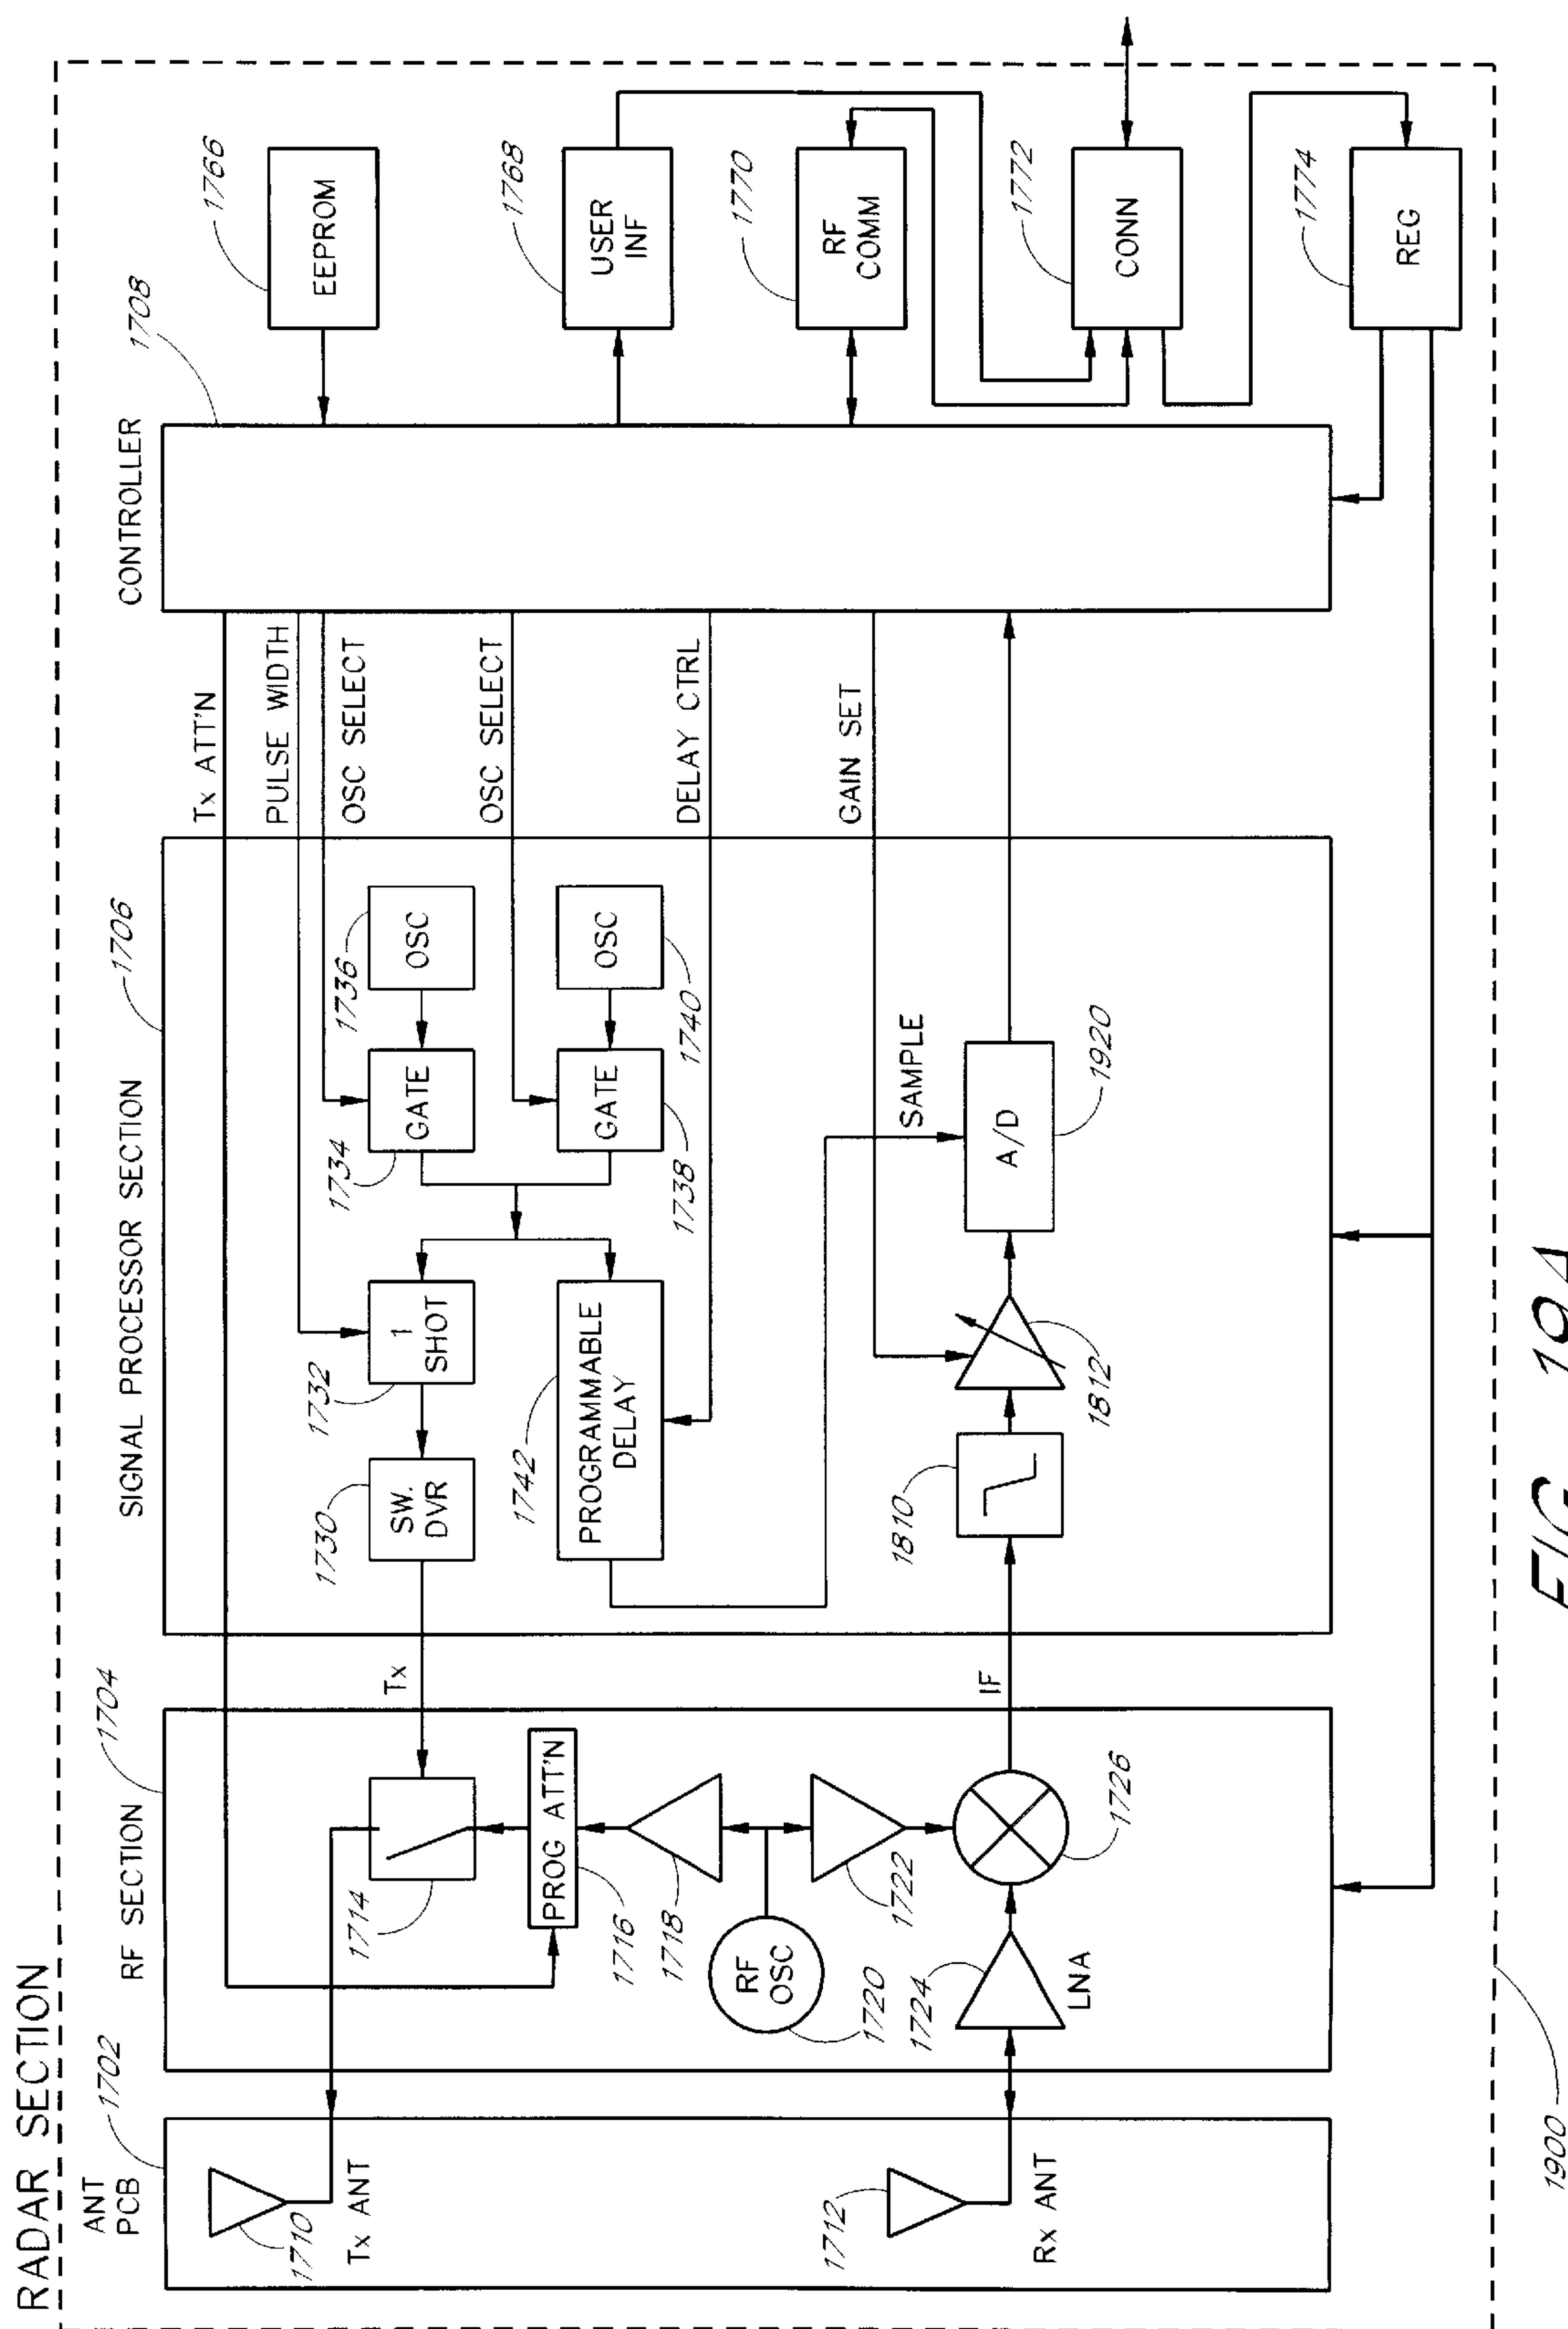 RADAR SECTION
ANT
PCB
1702
1710
Tx ANT
1712
Rx ANT
RF SECTION
1704
1714
PROG ATT'N
1716
1718
RF
OSC
1720
1722
1724
LNA
1726
Tx
IF
SIGNAL PROCESSOR SECTION
1706
SW.
DVR
1730
1
SHOT
1732
GATE
1734
OSC
1736
GATE
1738
OSC
1740
PROGRAMMABLE
DELAY
1742
1810
1812
SAMPLE
A/D
1920
Tx ATT'N
PULSE WIDTH
OSC SELECT
OSC SELECT
DELAY CTRL
GAIN SET
CONTROLLER
1708
EEPROM
1766
USER
INF
1768
RF
COMM
1770
CONN
1772
REG
1774
1900
FIG. 19A